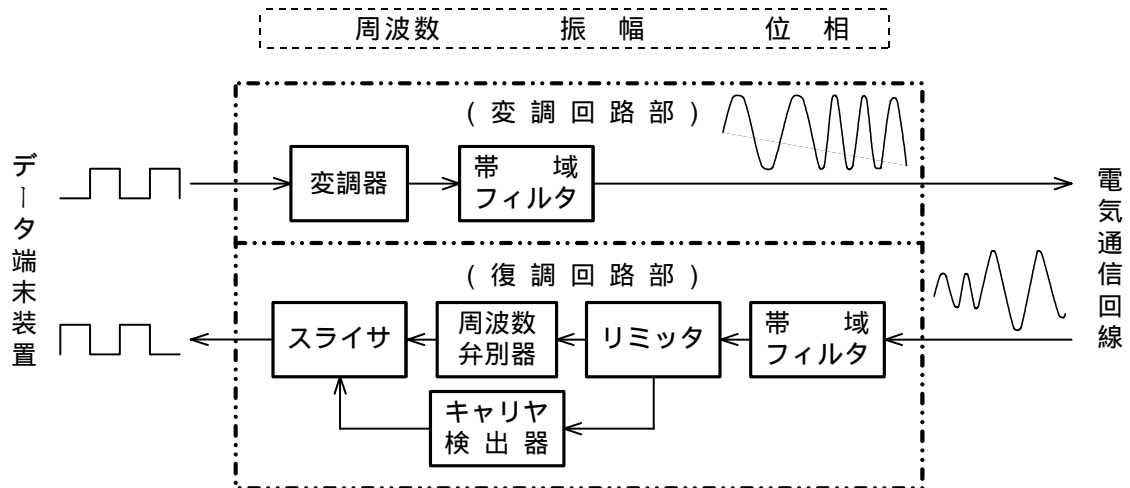 周波数 振幅 位相
(変調回路部)
データ端末装置
変調器
帯域
フィルタ
電気通信回線
(復調回路部)
スライサ
周波数
弁別器
リミッタ
帯域
フィルタ
キャリヤ
検出器